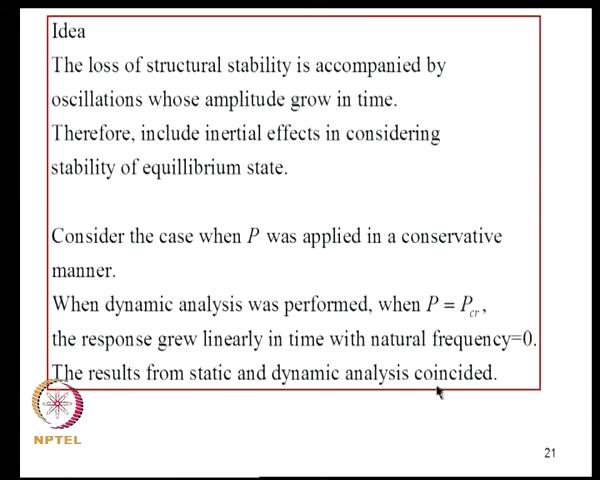 Idea
The loss of structural stability is accompanied by
oscillations whose amplitude grow in time.
Therefore, include inertial effects in considering
stability of equillibrium state.
Consider the case when P was applied in a conservative
manner.
When dynamic analysis was performed, when P = Pcr,
the response grew linearly in time with natural frequency=0.
The results from static and dynamic analysis coincided.
NPTEL
21